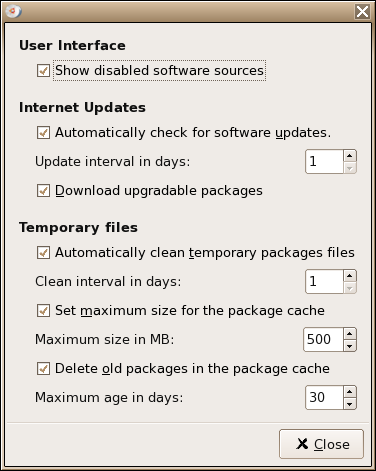 User Interface
Show disabled software sources
Internet Updates
Automatically check for software updates.
Update interval in days: 1
Download upgradable packages
Temporary files
Automatically clean temporary packages files
Clean interval in days: 1
Set maximum size for the package cache
Maximum size in MB: 500
Delete old packages in the package cache
Maximum age in days: 30
Close